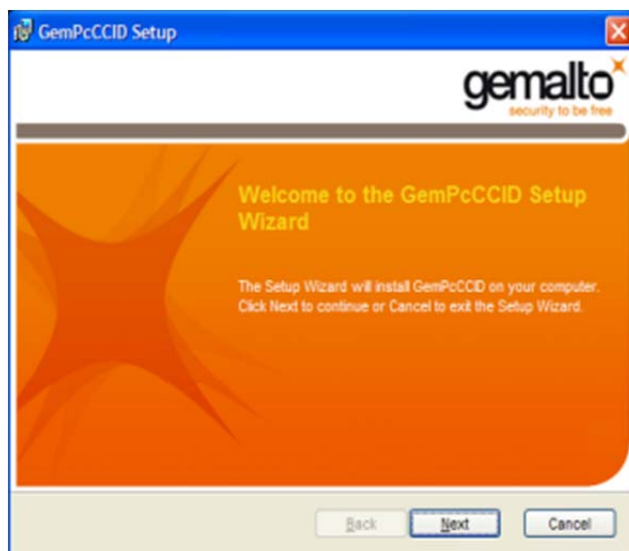 GemPcCCID Setup
gemalto
security to be free
Welcome to the GemPcCCID Setup
Wizard
The Setup Wizard will install GemPcCCID on your computer.
Click Next to continue or Cancel to exit the Setup Wizard.
Back Next Cancel